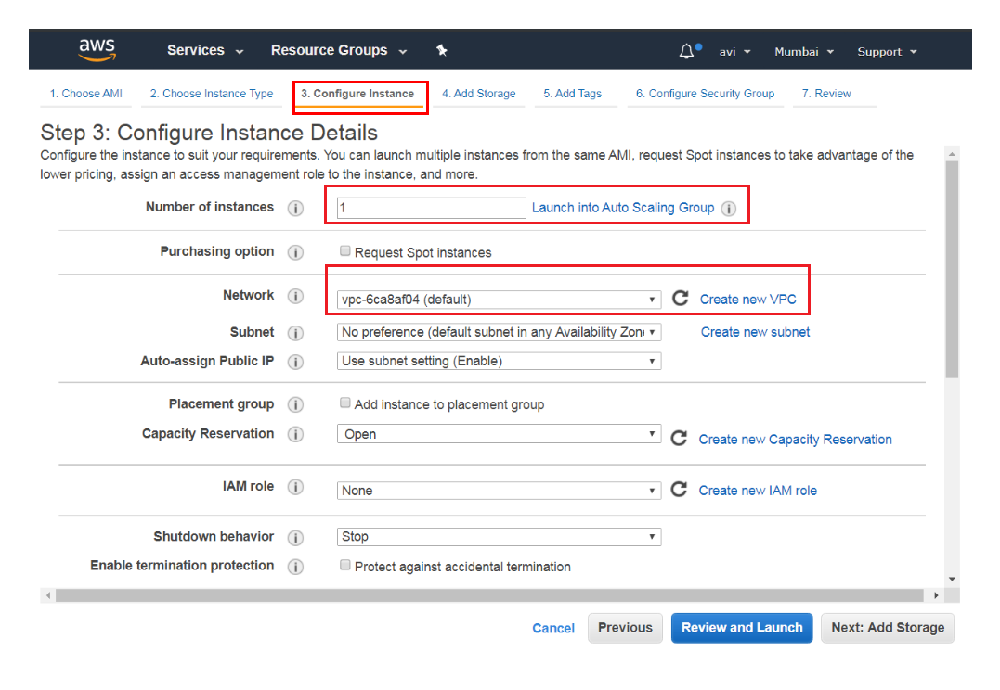 aws Services Resource Groups avi Mumbai Support
1. Choose AMI 2. Choose Instance Type 3. Configure Instance 4. Add Storage 5. Add Tags 6. Configure Security Group 7. Review
Step 3: Configure Instance Details
Configure the instance to suit your requirements. You can launch multiple instances from the same AMI, request Spot instances to take advantage of the
lower pricing, assign an access management role to the instance, and more.
Number of instances i 1 Launch into Auto Scaling Group i
Purchasing option i Request Spot instances
Network i vpc-6ca8af04 (default) Create new VPC
Subnet i No preference (default subnet in any Availability Zon Create new subnet
Auto-assign Public IP i Use subnet setting (Enable)
Placement group i Add instance to placement group
Capacity Reservation i Open Create new Capacity Reservation
IAM role i None Create new IAM role
Shutdown behavior i Stop
Enable termination protection i Protect against accidental termination
Cancel Previous Review and Launch Next: Add Storage